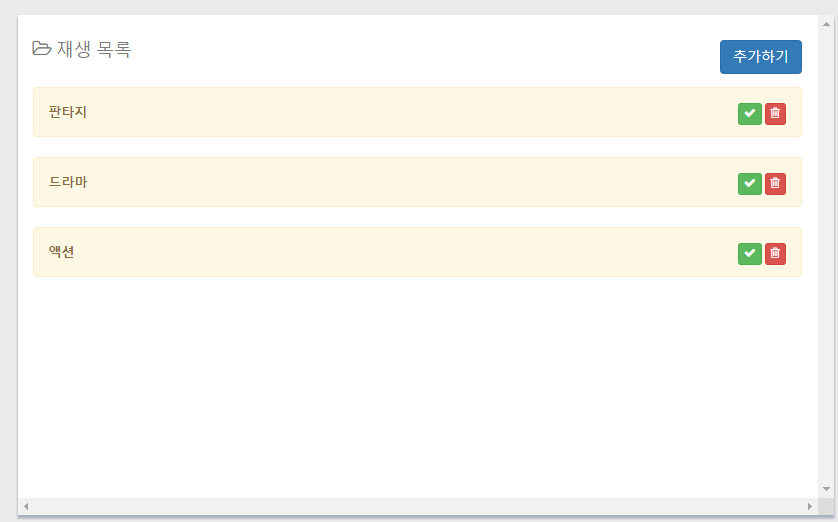 재생 목록
추가하기
판타지
드라마
액션